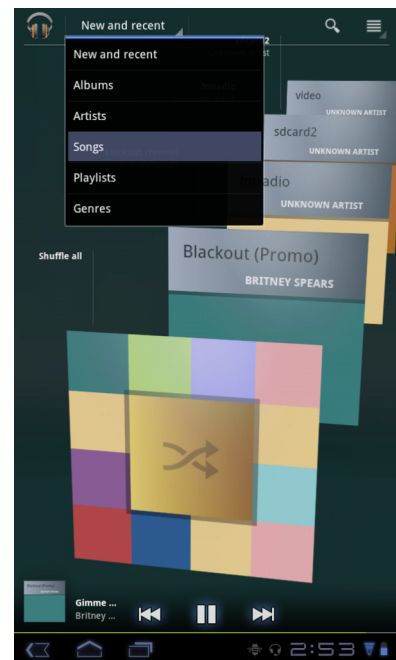 New and recent
New and recent
Albums
Artists
Songs
Playlists
Genres
video
UNKNOWN ARTIST
sdcard2
UNKNOWN ARTIST
UNKNOWN ARTIST
Shuffle all
Blackout (Promo)
BRITNEY SPEARS
Gimme ...
Britney ...
2:53